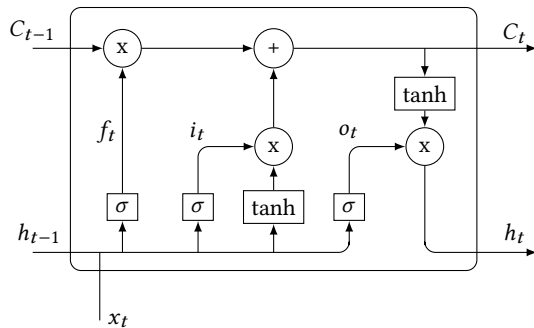 C_{t−1} x + C_t
tanh
f_t i_t x o_t x
σ σ tanh σ
h_{t−1} h_t
x_t